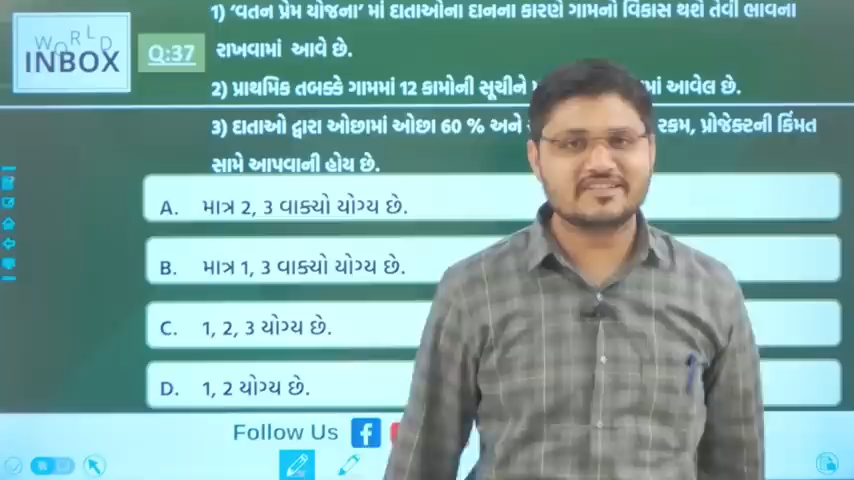 1) 'વતન પ્રેમ યોજના' માં દાતાઓના દાનના કારણે ગામનો વિકાસ થશે તેવી ભાવના
WORLD
INBOX
Q:37
રાખવામાં આવે છે.
2) પ્રાથમિક તબક્કે ગામમાં 12 કામોની સૂચીને માં આવેલ છે.
3) દાતાઓ દ્વારા ઓછામાં ઓછા 60 % અને રકમ, પ્રોજેક્ટની કિંમત
સામે આપવાની હોય છે.
A. માત્ર 2, 3 વાક્યો યોગ્ય છે.
B. માત્ર 1, 3 વાક્યો યોગ્ય છે.
C. 1, 2, 3 યોગ્ય છે.
D. 1, 2 યોગ્ય છે.
Follow Us